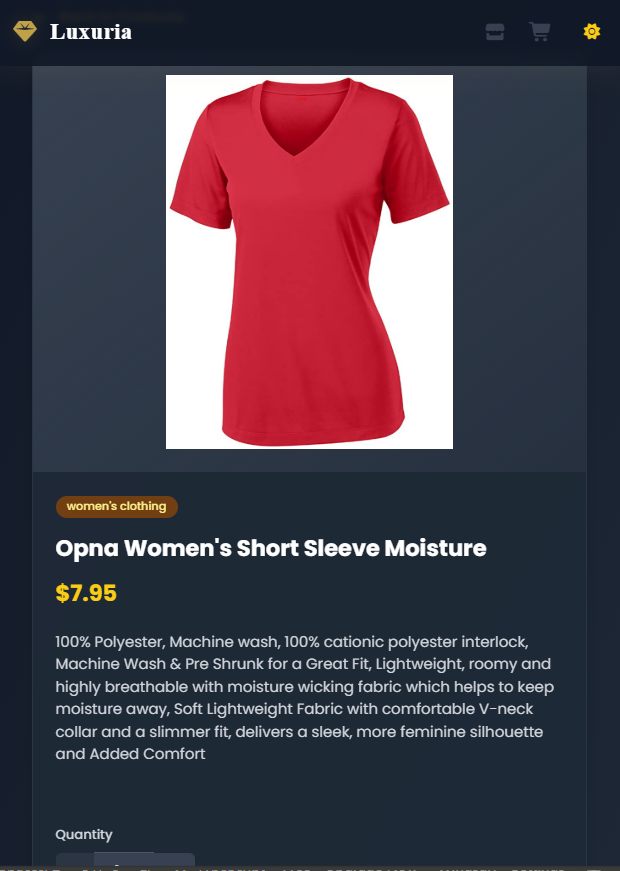 Luxuria
women's clothing
Opna Women's Short Sleeve Moisture
$7.95
100% Polyester, Machine wash, 100% cationic polyester interlock,
Machine Wash & Pre Shrunk for a Great Fit, Lightweight, roomy and
highly breathable with moisture wicking fabric which helps to keep
moisture away, Soft Lightweight Fabric with comfortable V-neck
collar and a slimmer fit, delivers a sleek, more feminine silhouette
and Added Comfort
Quantity